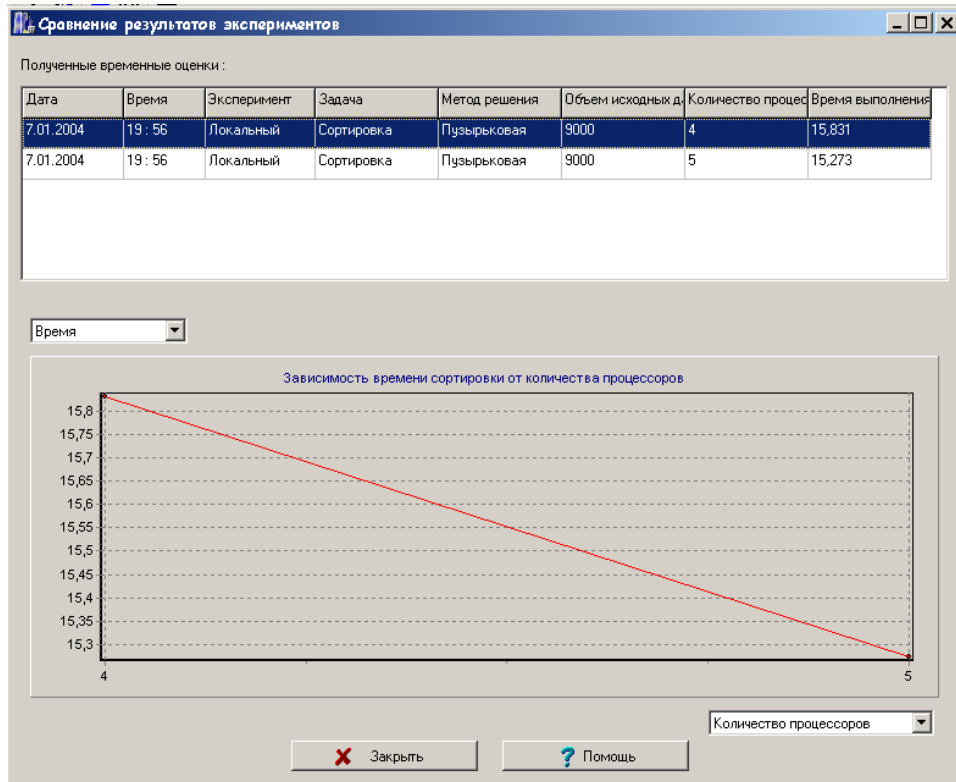 Сравнение результатов экспериментов
Полученные временные оценки :
Дата Время Эксперимент Задача Метод решения Объем исходных д Количество процес Время выполнения
7.01.2004 19 : 56 Локальный Сортировка Пузырьковая 9000 4 15,831
7.01.2004 19 : 56 Локальный Сортировка Пузырьковая 9000 5 15,273
Время
Зависимость времени сортировки от количества процессоров
15,8
15,75
15,7
15,65
15,6
15,55
15,5
15,45
15,4
15,35
15,3
4 5
Количество процессоров
Закрыть ? Помощь